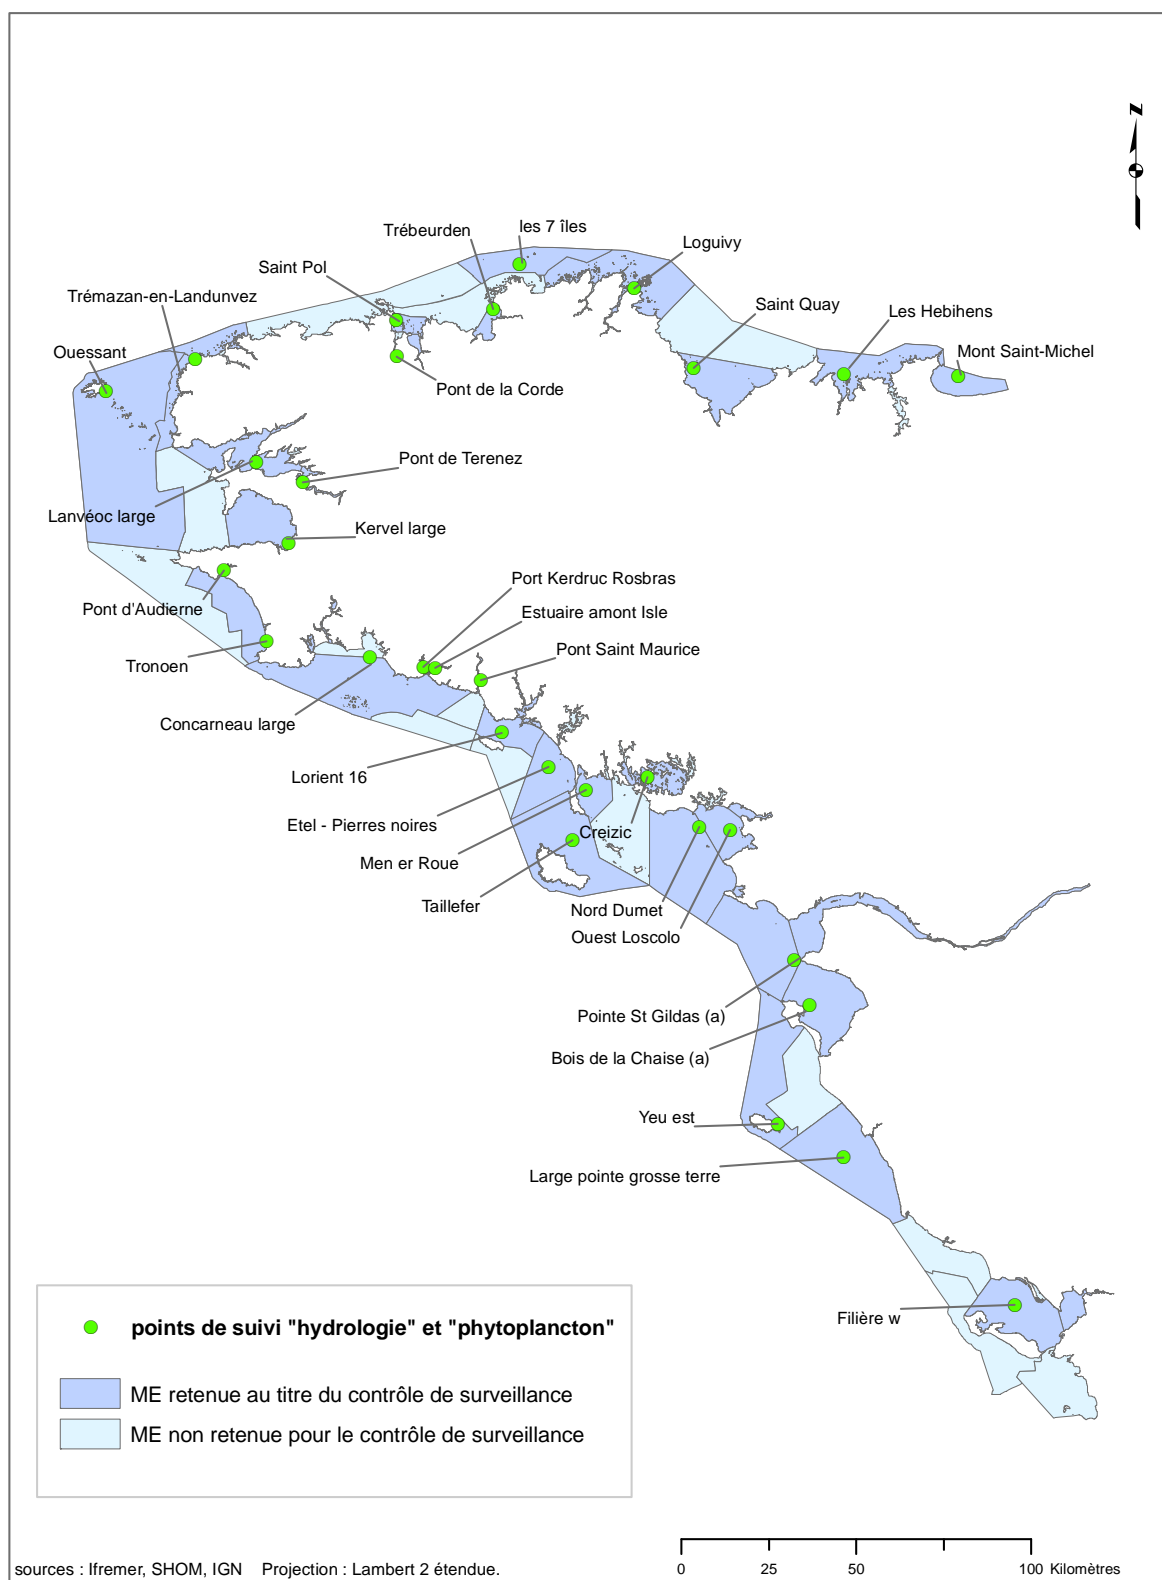 N
les 7 îles
Trébeurden
Loguivy
Saint Pol
Trémazan-en-Landunvez
Saint Quay
Les Hebihens
Ouessant
Mont Saint-Michel
Pont de la Corde
Pont de Terenez
Lanvéoc large
Kervel large
Port Kerdruc Rosbras
Pont d'Audierne
Estuaire amont Isle
Pont Saint Maurice
Tronoen
Concarneau large
Lorient 16
Etel - Pierres noires
Creizic
Men er Roue
Taillefer
Nord Dumet
Ouest Loscolo
Pointe St Gildas (a)
Bois de la Chaise (a)
Yeu est
Large pointe grosse terre
Filière w
points de suivi "hydrologie" et "phytoplancton"
ME retenue au titre du contrôle de surveillance
ME non retenue pour le contrôle de surveillance
sources : Ifremer, SHOM, IGN Projection : Lambert 2 étendue.
0 25 50 100 Kilomètres